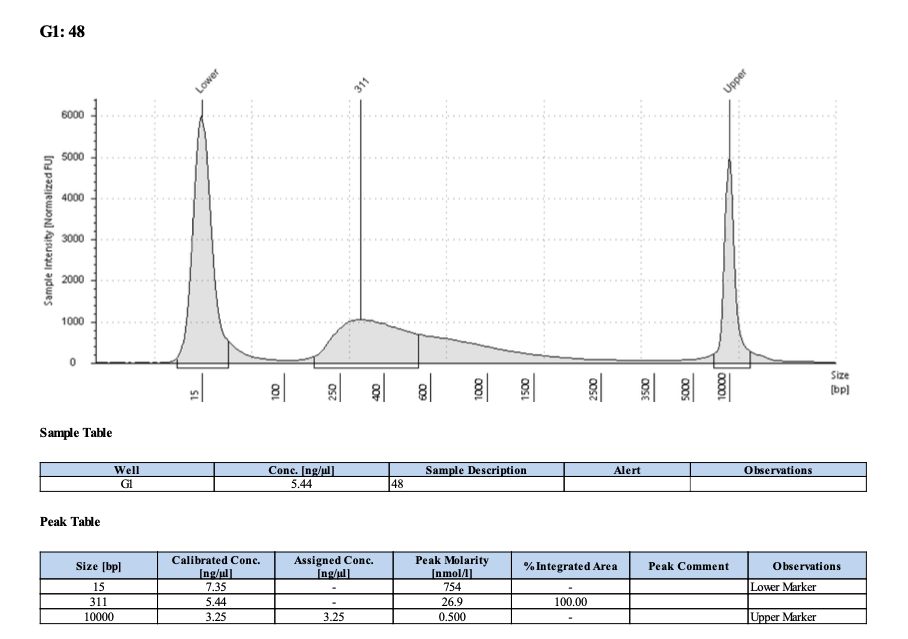 G1: 48
Lower
311
Upper
Sample Intensity [Normalized FU]
6000
5000
4000
3000
2000
1000
0
15
100
250
400
600
1000
1500
2500
3500
5000
10000
Size
[bp]
Sample Table
Well Conc. [ng/µl] Sample Description Alert Observations
G1 5.44 48
Peak Table
Size [bp] Calibrated Conc. [ng/µl] Assigned Conc. [ng/µl] Peak Molarity [nmol/l] % Integrated Area Peak Comment Observations
15 7.35 - 754 - Lower Marker
311 5.44 - 26.9 100.00
10000 3.25 3.25 0.500 - Upper Marker